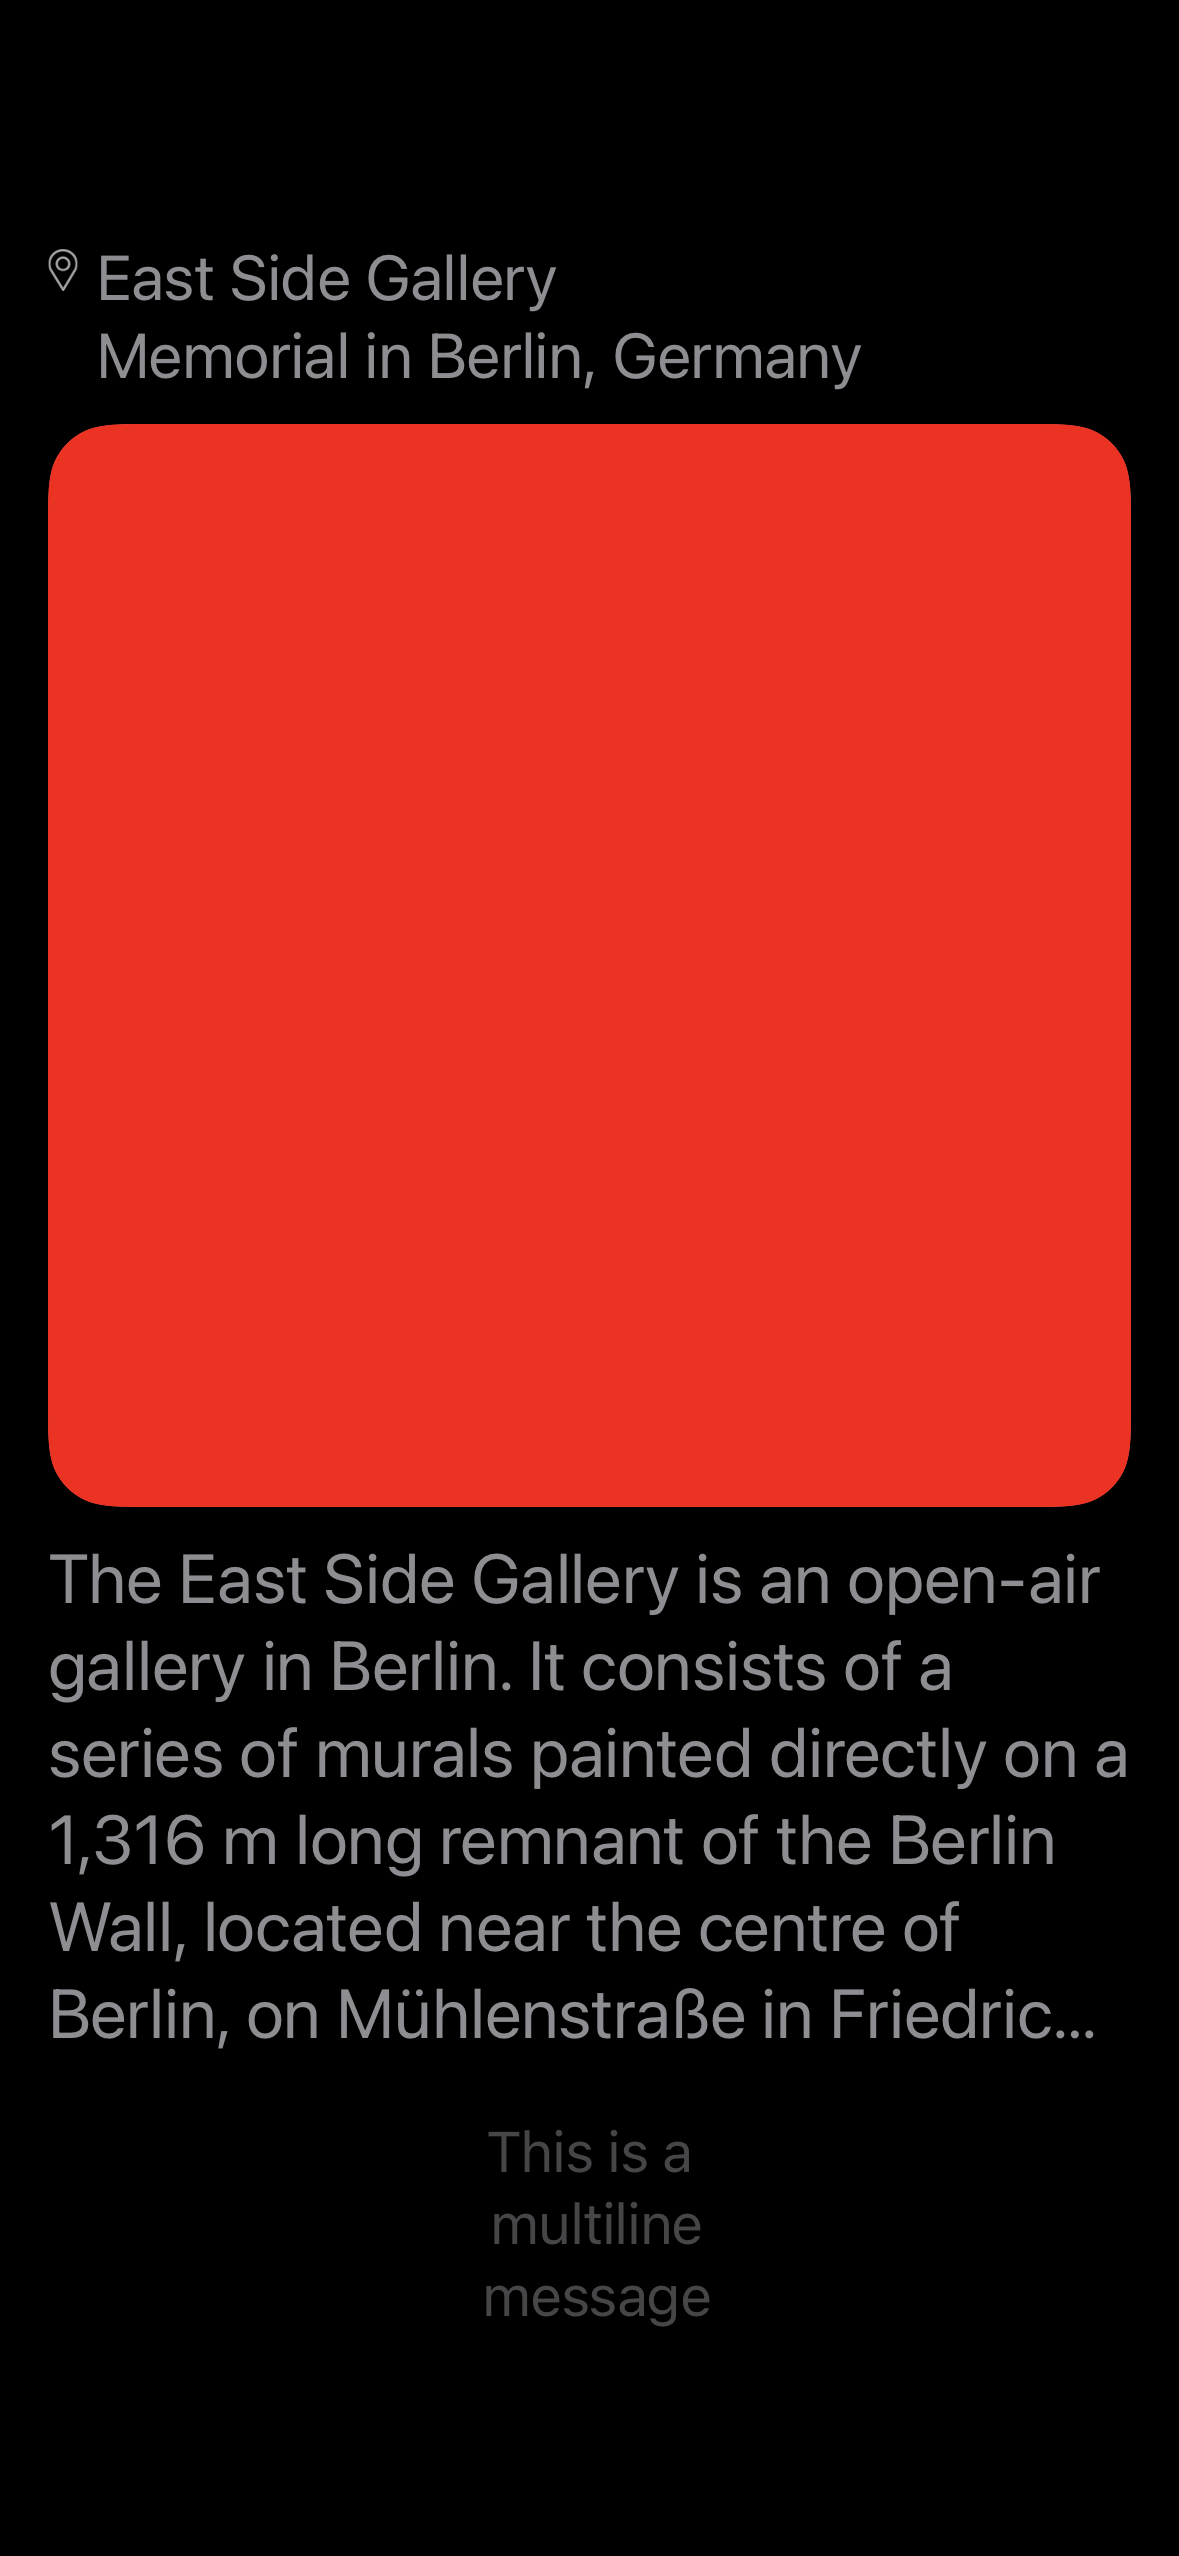 East Side Gallery
Memorial in Berlin, Germany
The East Side Gallery is an open-air
gallery in Berlin. It consists of a
series of murals painted directly on a
1,316 m long remnant of the Berlin
Wall, located near the centre of
Berlin, on Mühlenstraße in Friedric...
This is a
multiline
message